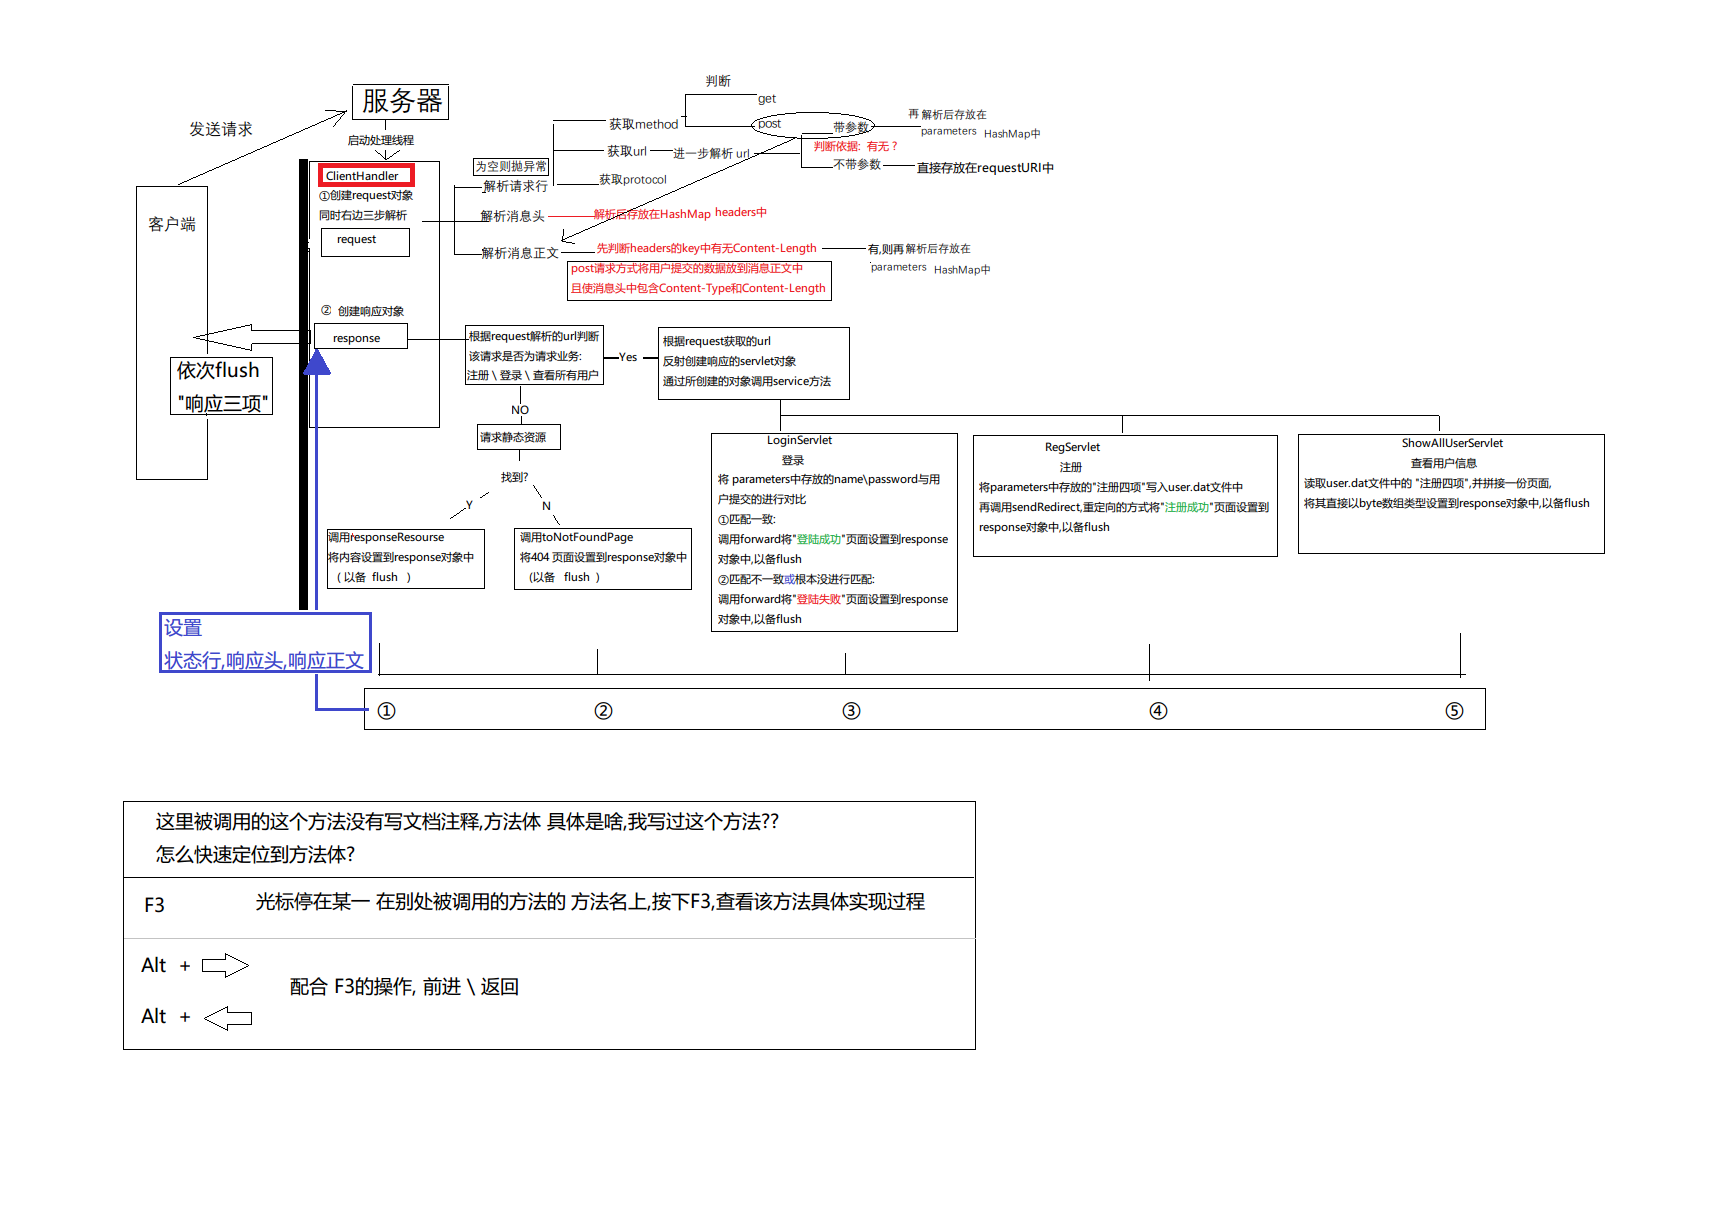 服务器
发送请求
启动处理线程
客户端
ClientHandler
①创建request对象
同时右边三步解析
request
② 创建响应对象
response
依次flush
"响应三项"
为空则抛异常
解析请求行
解析消息头
解析消息正文
获取method
获取url
获取protocol
判断
get
post
进一步解析 url
带参数
判断依据: 有无 ?
不带参数
再 解析后存放在
parameters HashMap中
直接存放在requestURI中
解析后存放在HashMap headers中
先判断headers的key中有无Content-Length
有,则再解析后存放在
parameters HashMap中
post请求方式将用户提交的数据放到消息正文中
且使消息头中包含Content-Type和Content-Length
根据request解析的url判断
该请求是否为请求业务:
注册 \ 登录 \ 查看所有用户
Yes
根据request获取的url
反射创建响应的servlet对象
通过所创建的对象调用service方法
NO
请求静态资源
找到?
Y
N
调用responseResourse
将内容设置到response对象中
( 以备 flush )
调用toNotFoundPage
将404 页面设置到response对象中
(以备 flush )
LoginServlet
登录
将 parameters中存放的name\password与用
户提交的进行对比
①匹配一致:
调用forward将"登陆成功"页面设置到response
对象中,以备flush
②匹配不一致或根本没进行匹配:
调用forward将"登陆失败"页面设置到response
对象中,以备flush
RegServlet
注册
将parameters中存放的"注册四项"写入user.dat文件中
再调用sendRedirect,重定向的方式将"注册成功"页面设置到
response对象中,以备flush
ShowAllUserServlet
查看用户信息
读取user.dat文件中的 "注册四项",并拼接一份页面,
将其直接以byte数组类型设置到response对象中,以备flush
设置
状态行,响应头,响应正文
① ② ③ ④ ⑤
这里被调用的这个方法没有写文档注释,方法体 具体是啥,我写过这个方法??
怎么快速定位到方法体?
F3 光标停在某一 在别处被调用的方法的 方法名上,按下F3,查看该方法具体实现过程
Alt +
配合 F3的操作, 前进 \ 返回
Alt +